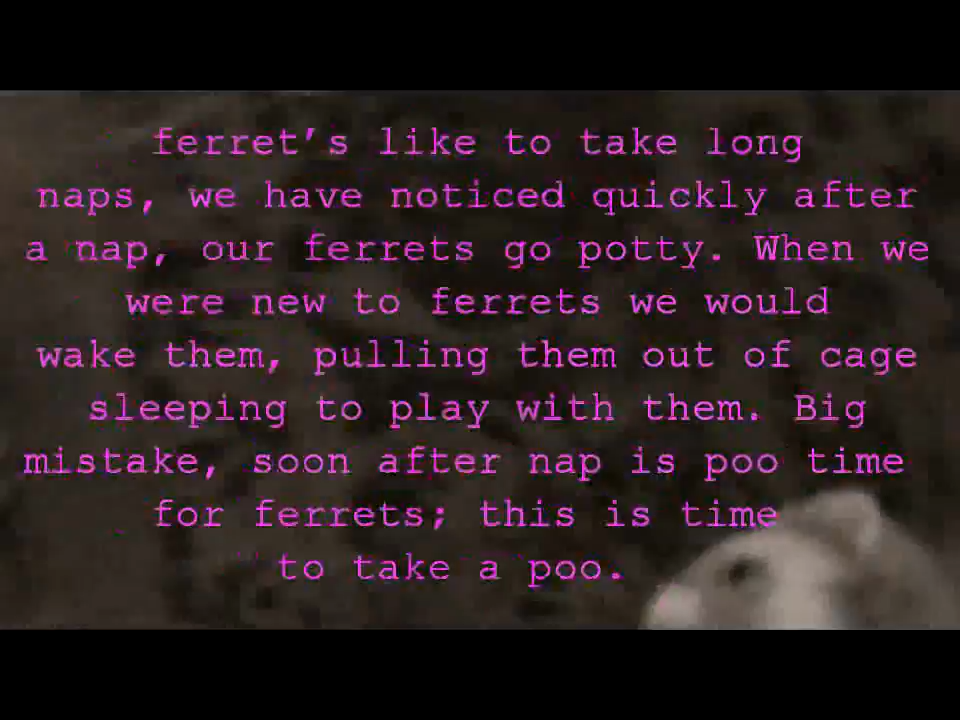 ferret’s like to take long
naps, we have noticed quickly after
a nap, our ferrets go potty. When we
were new to ferrets we would
wake them, pulling them out of cage
sleeping to play with them. Big
mistake, soon after nap is poo time
for ferrets; this is time
to take a poo.